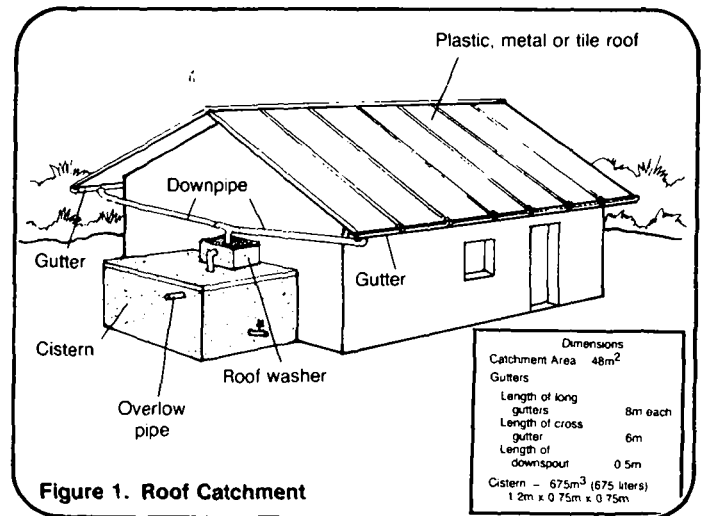 Plastic, metal or tile roof
Downpipe
Gutter
Gutter
Cistern
Roof washer
Overlow
pipe
Dimensions
Catchment Area 48m²
Gutters
Length of long
gutters 8m each
Length of cross
gutter 6m
Length of
downspout 0.5m
Cistern – 675m³ (675 liters)
1.2m x 0.75m x 0.75m
Figure 1. Roof Catchment